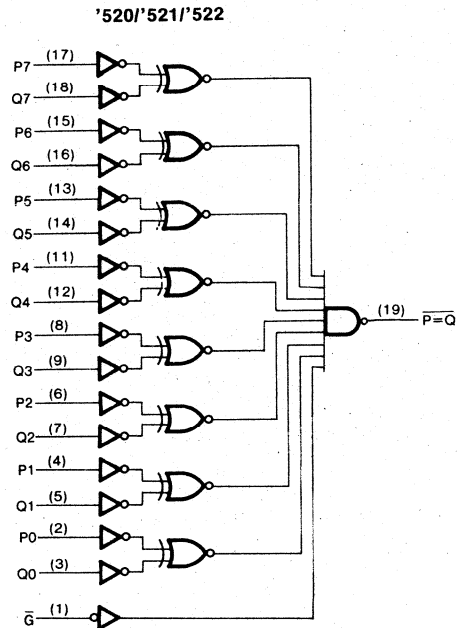 '520/'521/'522
P7 (17)
Q7 (18)
P6 (15)
Q6 (16)
P5 (13)
Q5 (14)
P4 (11)
Q4 (12)
(19) P=Q
P3 (8)
Q3 (9)
P2 (6)
Q2 (7)
P1 (4)
Q1 (5)
P0 (2)
Q0 (3)
G (1)